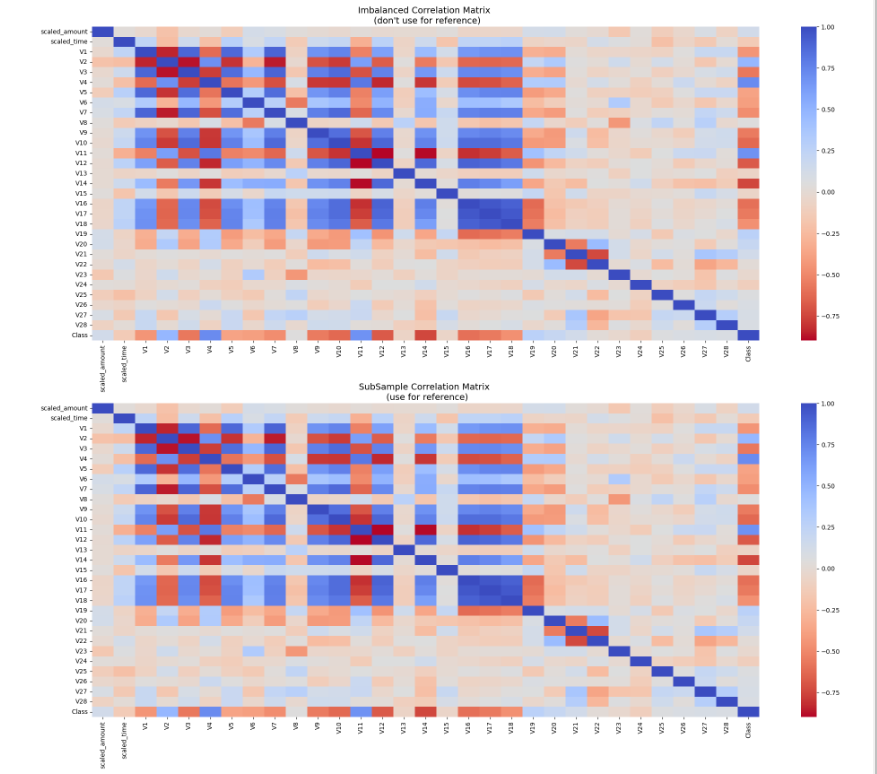 Imbalanced Correlation Matrix
(don't use for reference)
scaled_amount
scaled_time
V1
V2
V3
V4
V5
V6
V7
V8
V9
V10
V11
V12
V13
V14
V15
V16
V17
V18
V19
V20
V21
V22
V23
V24
V25
V26
V27
V28
Class
scaled_amount
scaled_time
V1
V2
V3
V4
V5
V6
V7
V8
V9
V10
V11
V12
V13
V14
V15
V16
V17
V18
V19
V20
V21
V22
V23
V24
V25
V26
V27
V28
Class
1.00
0.75
0.50
0.25
0.00
−0.25
−0.50
−0.75
SubSample Correlation Matrix
(use for reference)
scaled_amount
scaled_time
V1
V2
V3
V4
V5
V6
V7
V8
V9
V10
V11
V12
V13
V14
V15
V16
V17
V18
V19
V20
V21
V22
V23
V24
V25
V26
V27
V28
Class
scaled_amount
scaled_time
V1
V2
V3
V4
V5
V6
V7
V8
V9
V10
V11
V12
V13
V14
V15
V16
V17
V18
V19
V20
V21
V22
V23
V24
V25
V26
V27
V28
Class
1.00
0.75
0.50
0.25
0.00
−0.25
−0.50
−0.75